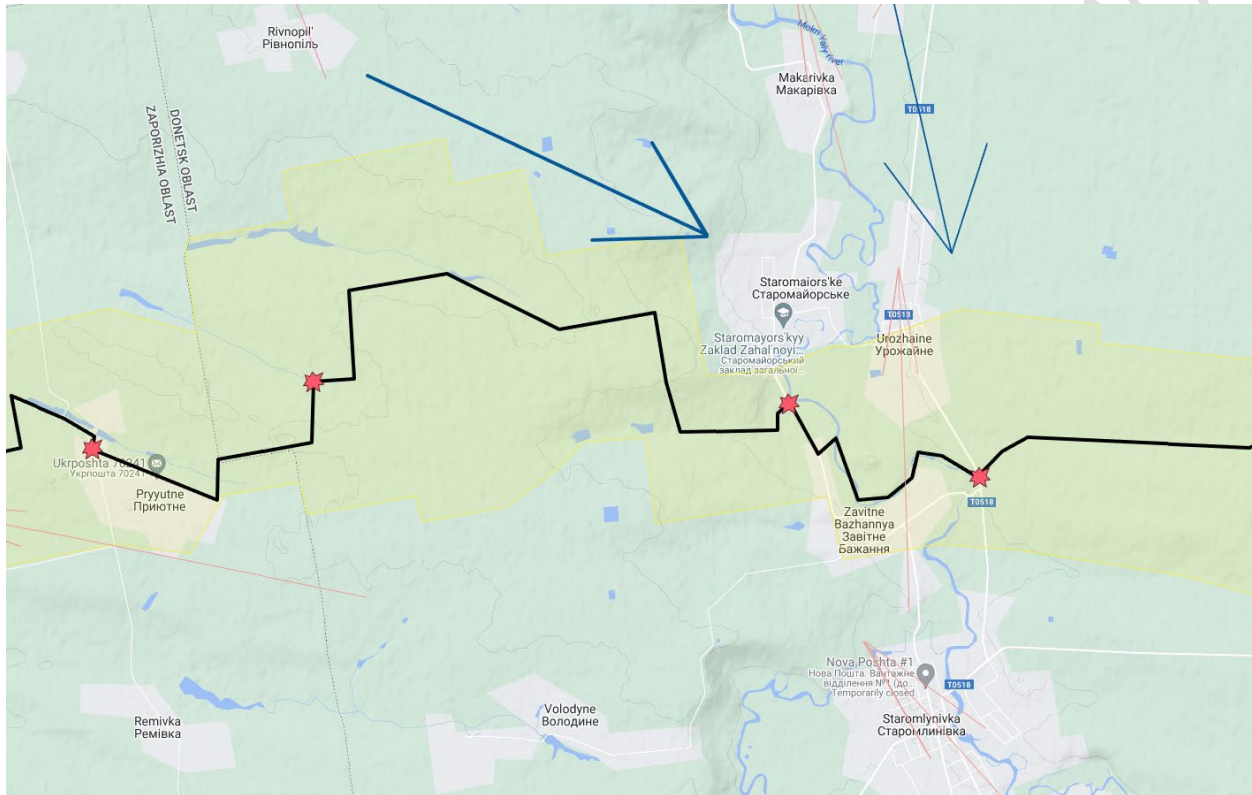 Rivnopil'
Рівнопіль
Mokri Yaly river
Makarivka
Макарівка
T0518
DONETSK OBLAST
ZAPORIZHIA OBLAST
Staromaiors'ke
Старомайорське
T0518
Staromayors'kyy
Zaklad Zahal'noyi...
Старомайорський
заклад загальної...
Urozhaine
Урожайне
Ukrposhta 70241
Укрпошта 70241
Pryyutne
Приютне
T0518
Zavitne
Bazhannya
Завітне
Бажання
Nova Poshta #1
Нова Пошта. Вантажне
відділення №1 (до...
Temporarily closed
T0518
Remivka
Ремівка
Volodyne
Володине
Staromlynivka
Старомлинівка